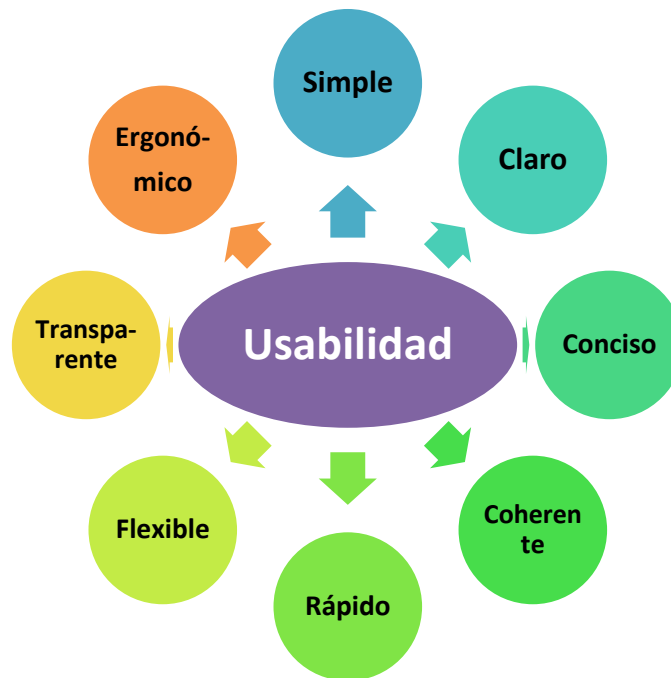 Simple
Claro
Conciso
Coheren
te
Rápido
Flexible
Transpa-
rente
Ergonó-
mico
Usabilidad